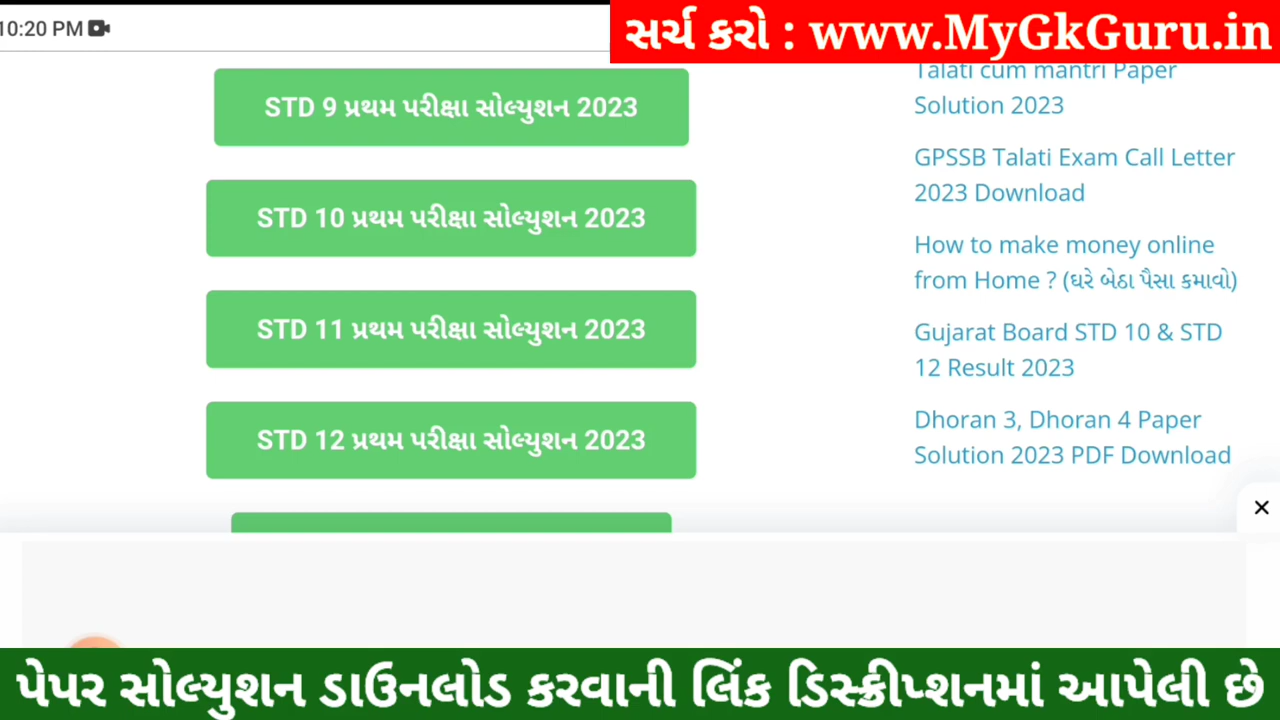 10:20 PM
સર્ચ કરો : www.MyGkGuru.in
STD 9 પ્રથમ પરીક્ષા સોલ્યુશન 2023
STD 10 પ્રથમ પરીક્ષા સોલ્યુશન 2023
STD 11 પ્રથમ પરીક્ષા સોલ્યુશન 2023
STD 12 પ્રથમ પરીક્ષા સોલ્યુશન 2023
Talati cum mantri Paper
Solution 2023
GPSSB Talati Exam Call Letter
2023 Download
How to make money online
from Home ? (ઘરે બેઠા પૈસા કમાવો)
Gujarat Board STD 10 & STD
12 Result 2023
Dhoran 3, Dhoran 4 Paper
Solution 2023 PDF Download
પેપર સોલ્યુશન ડાઉનલોડ કરવાની લિંક ડિસ્ક્રીપ્શનમાં આપેલી છે